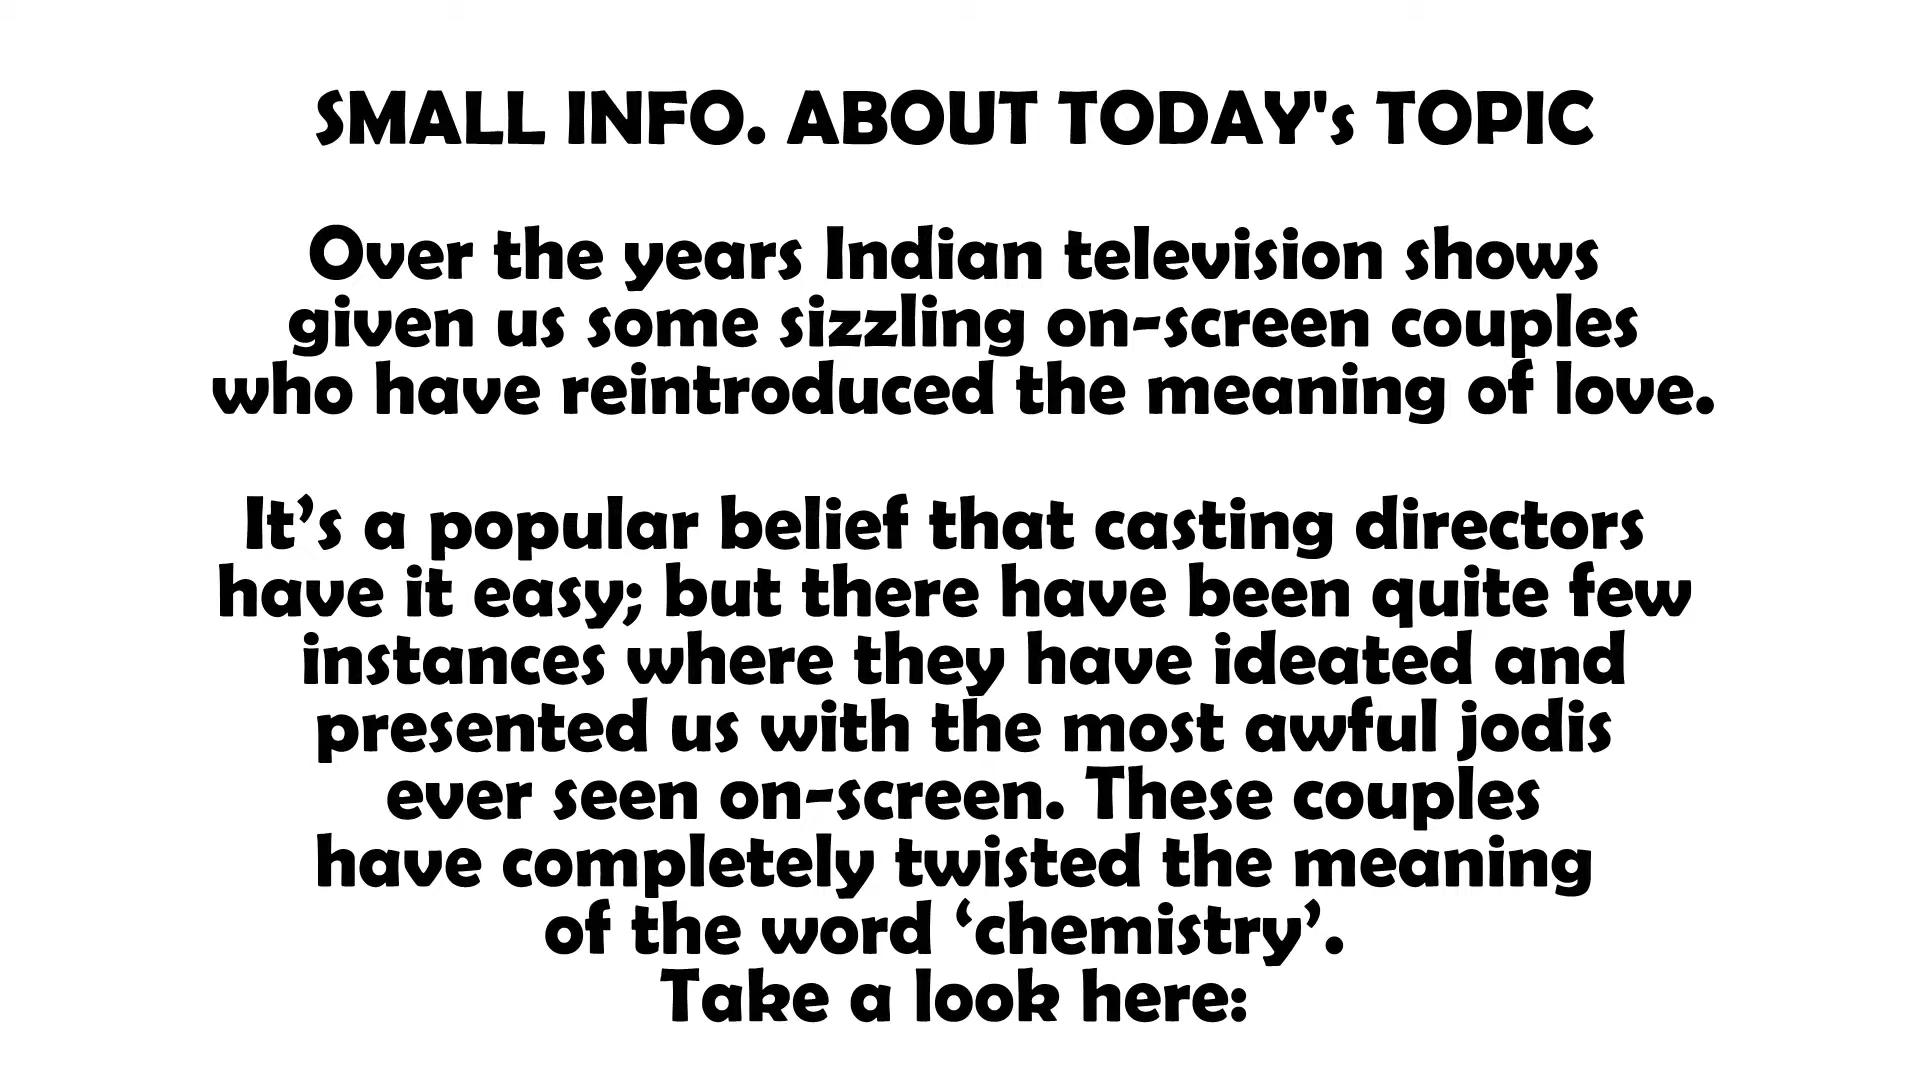 SMALL INFO. ABOUT TODAY's TOPIC
Over the years Indian television shows
given us some sizzling on-screen couples
who have reintroduced the meaning of love.
It’s a popular belief that casting directors
have it easy; but there have been quite few
instances where they have ideated and
presented us with the most awful jodis
ever seen on-screen. These couples
have completely twisted the meaning
of the word ‘chemistry’.
Take a look here: